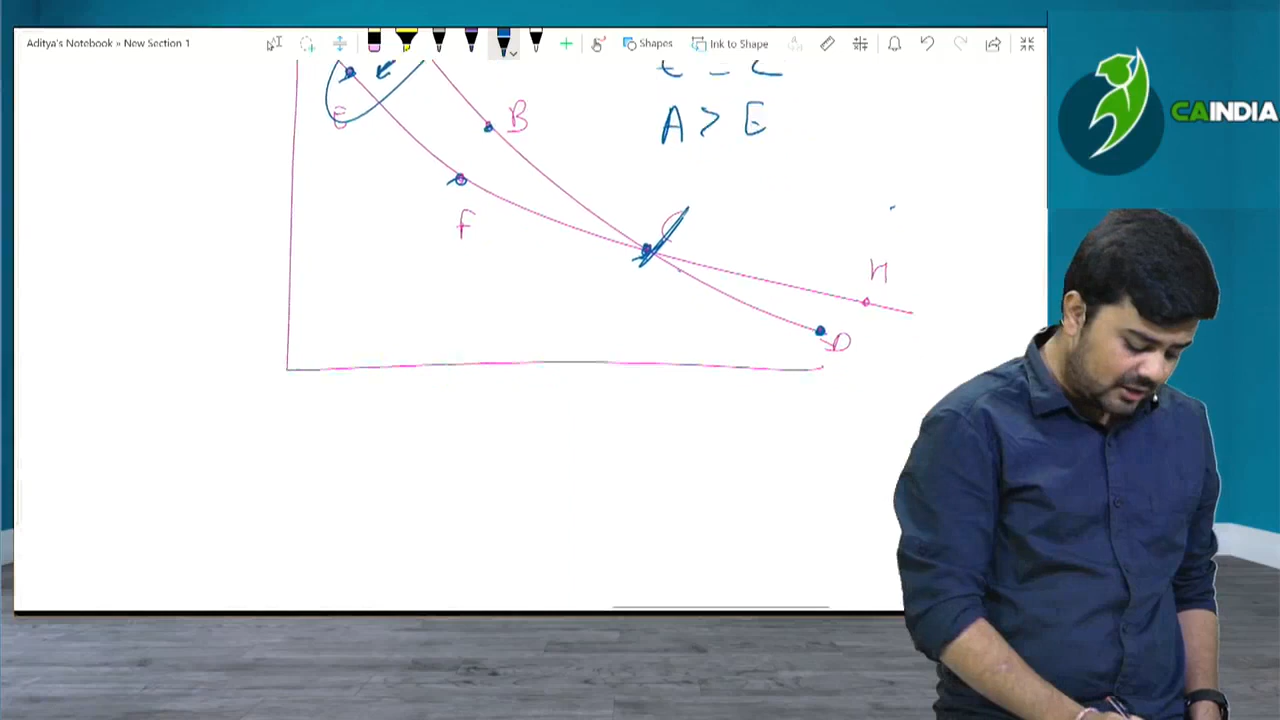 Aditya's Notebook » New Section 1
Shapes
Ink to Shape
CAINDIA
B
A > E
E
F
H
D